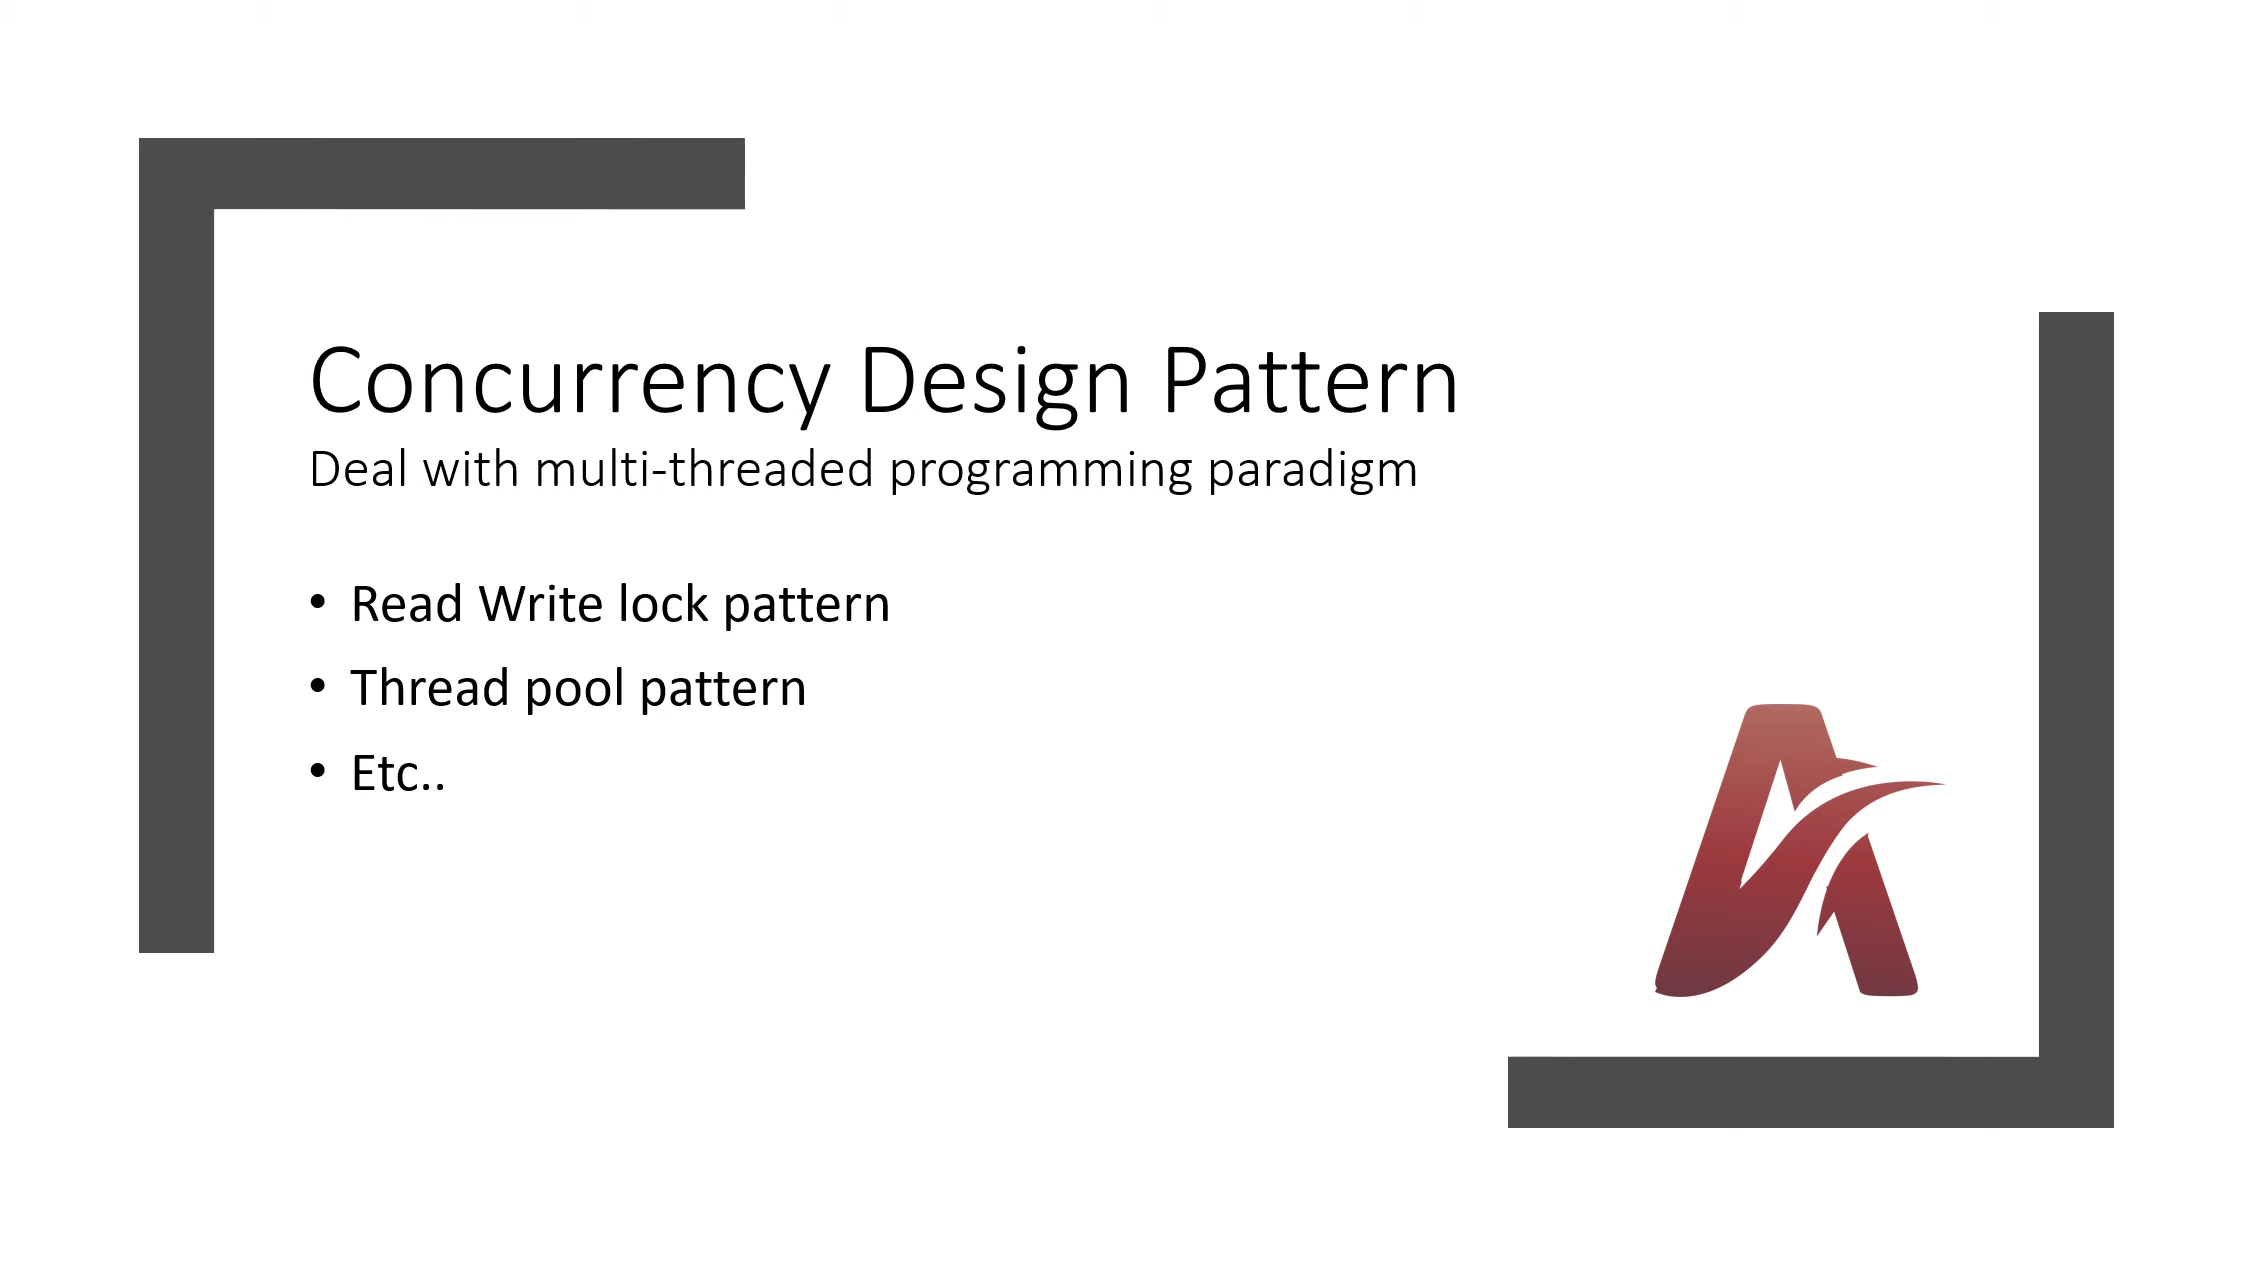 Concurrency Design Pattern
Deal with multi-threaded programming paradigm
• Read Write lock pattern
• Thread pool pattern
• Etc..